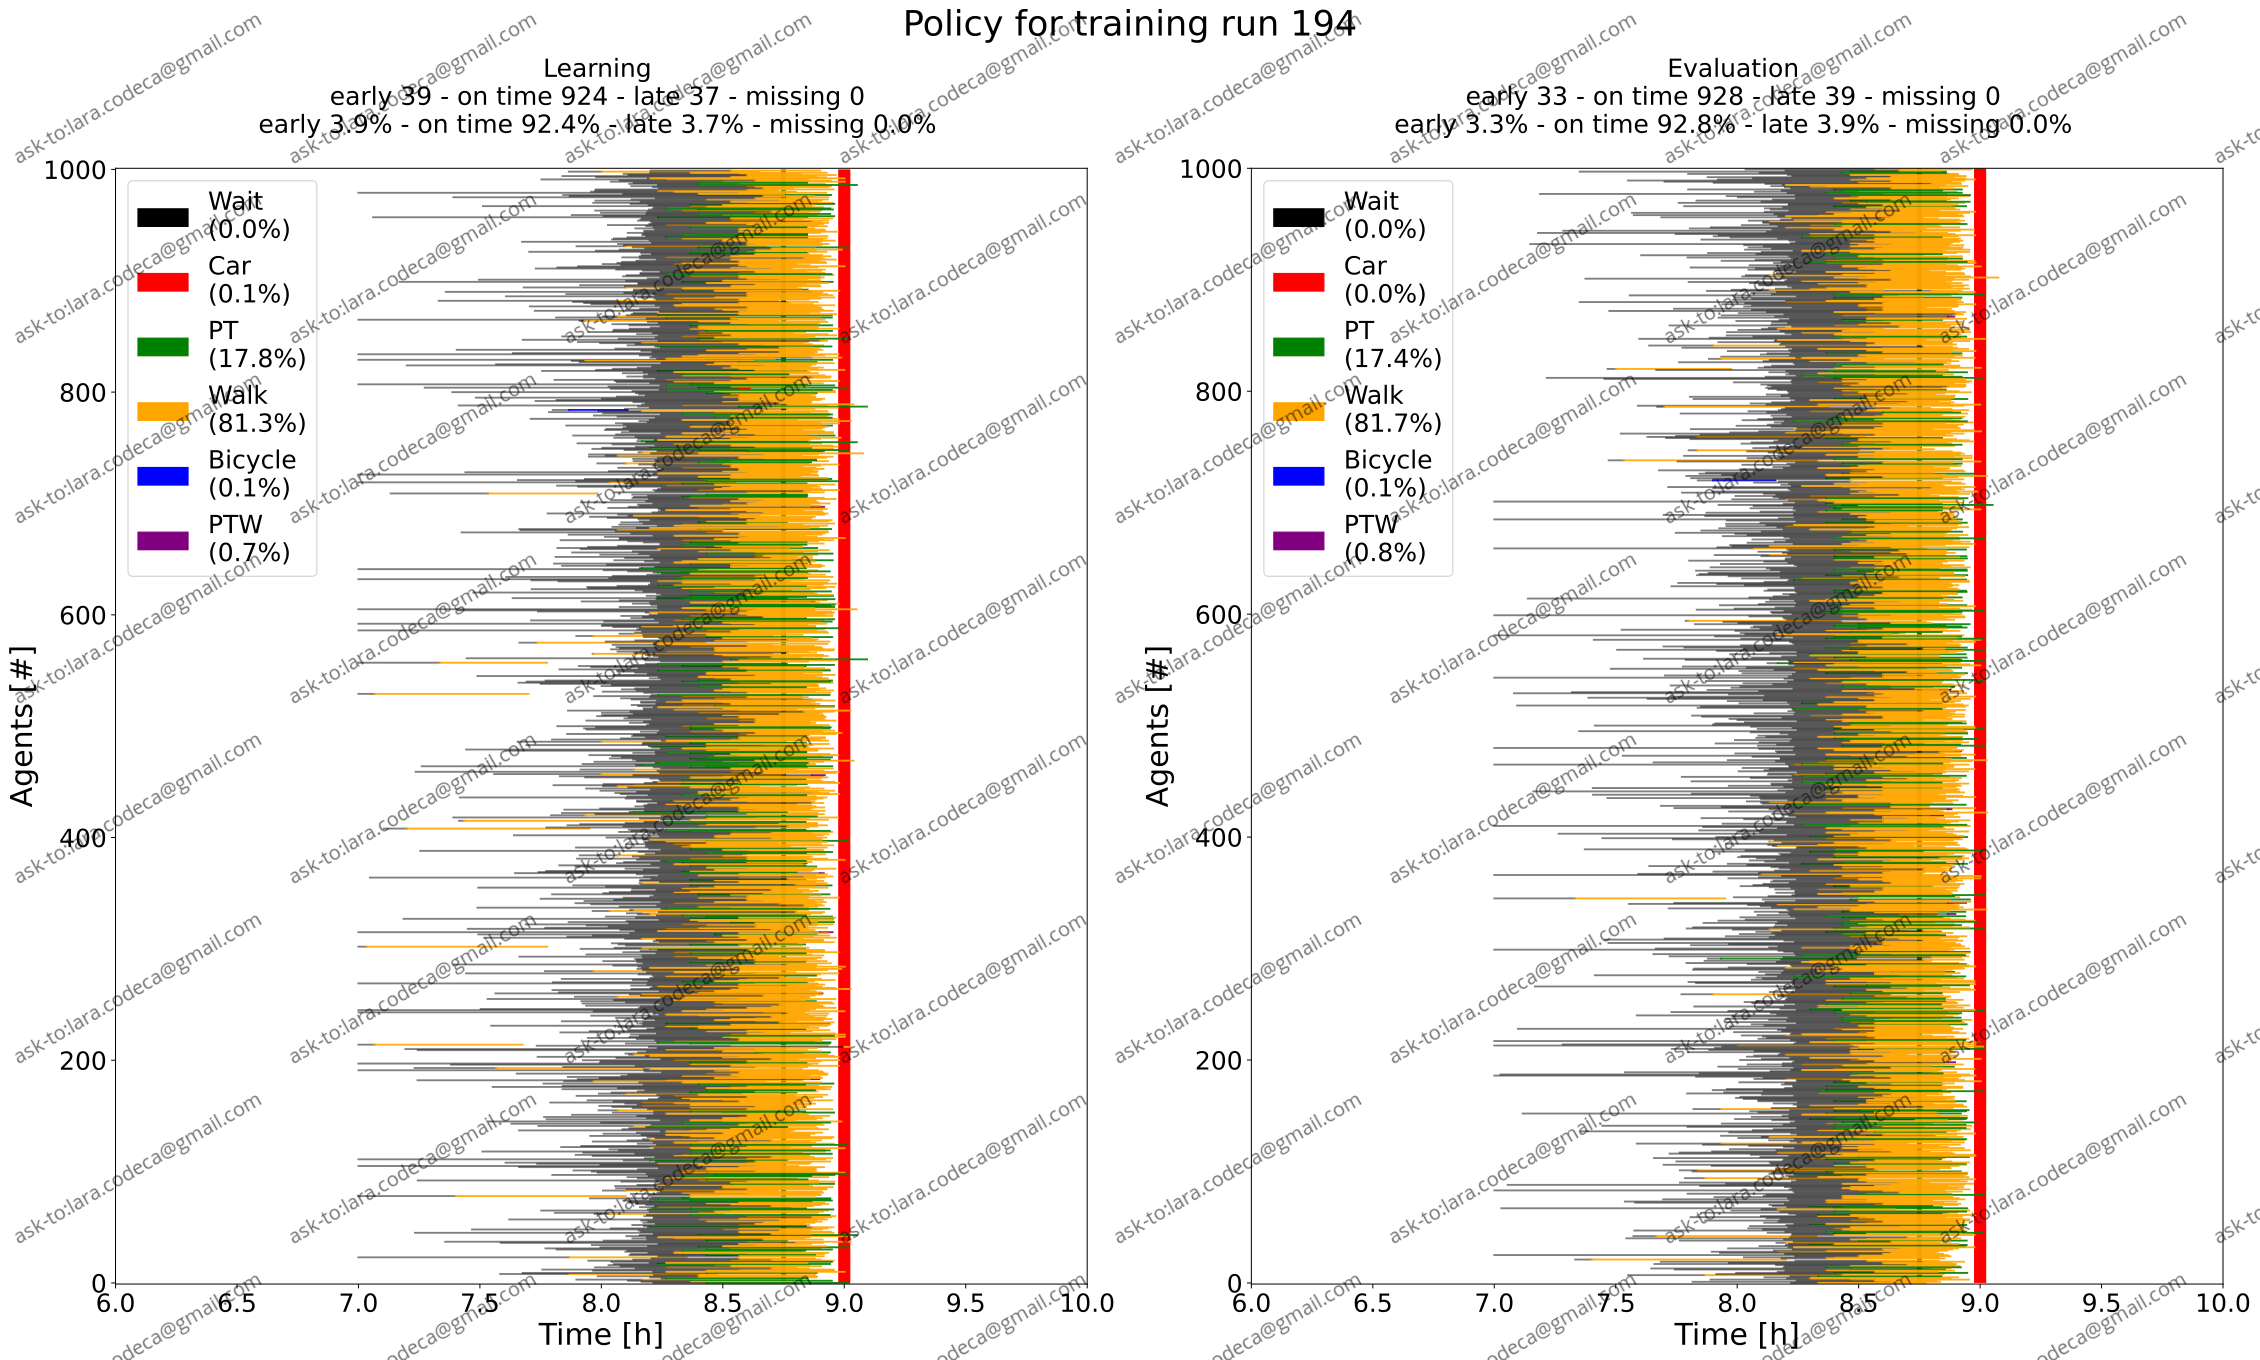 Policy for training run 194
Learning
early 39 - on time 924 - late 37 - missing 0
early 3.9% - on time 92.4% - late 3.7% - missing 0.0%
1000
800
600
400
200
0
Agents [#]
Wait
(0.0%)
Car
(0.1%)
PT
(17.8%)
Walk
(81.3%)
Bicycle
(0.1%)
PTW
(0.7%)
6.0 6.5 7.0 7.5 8.0 8.5 9.0 9.5 10.0
Time [h]
Evaluation
early 33 - on time 928 - late 39 - missing 0
early 3.3% - on time 92.8% - late 3.9% - missing 0.0%
1000
800
600
400
200
0
Agents [#]
Wait
(0.0%)
Car
(0.0%)
PT
(17.4%)
Walk
(81.7%)
Bicycle
(0.1%)
PTW
(0.8%)
6.0 6.5 7.0 7.5 8.0 8.5 9.0 9.5 10.0
Time [h]
ask-to:lara.codeca@gmail.com